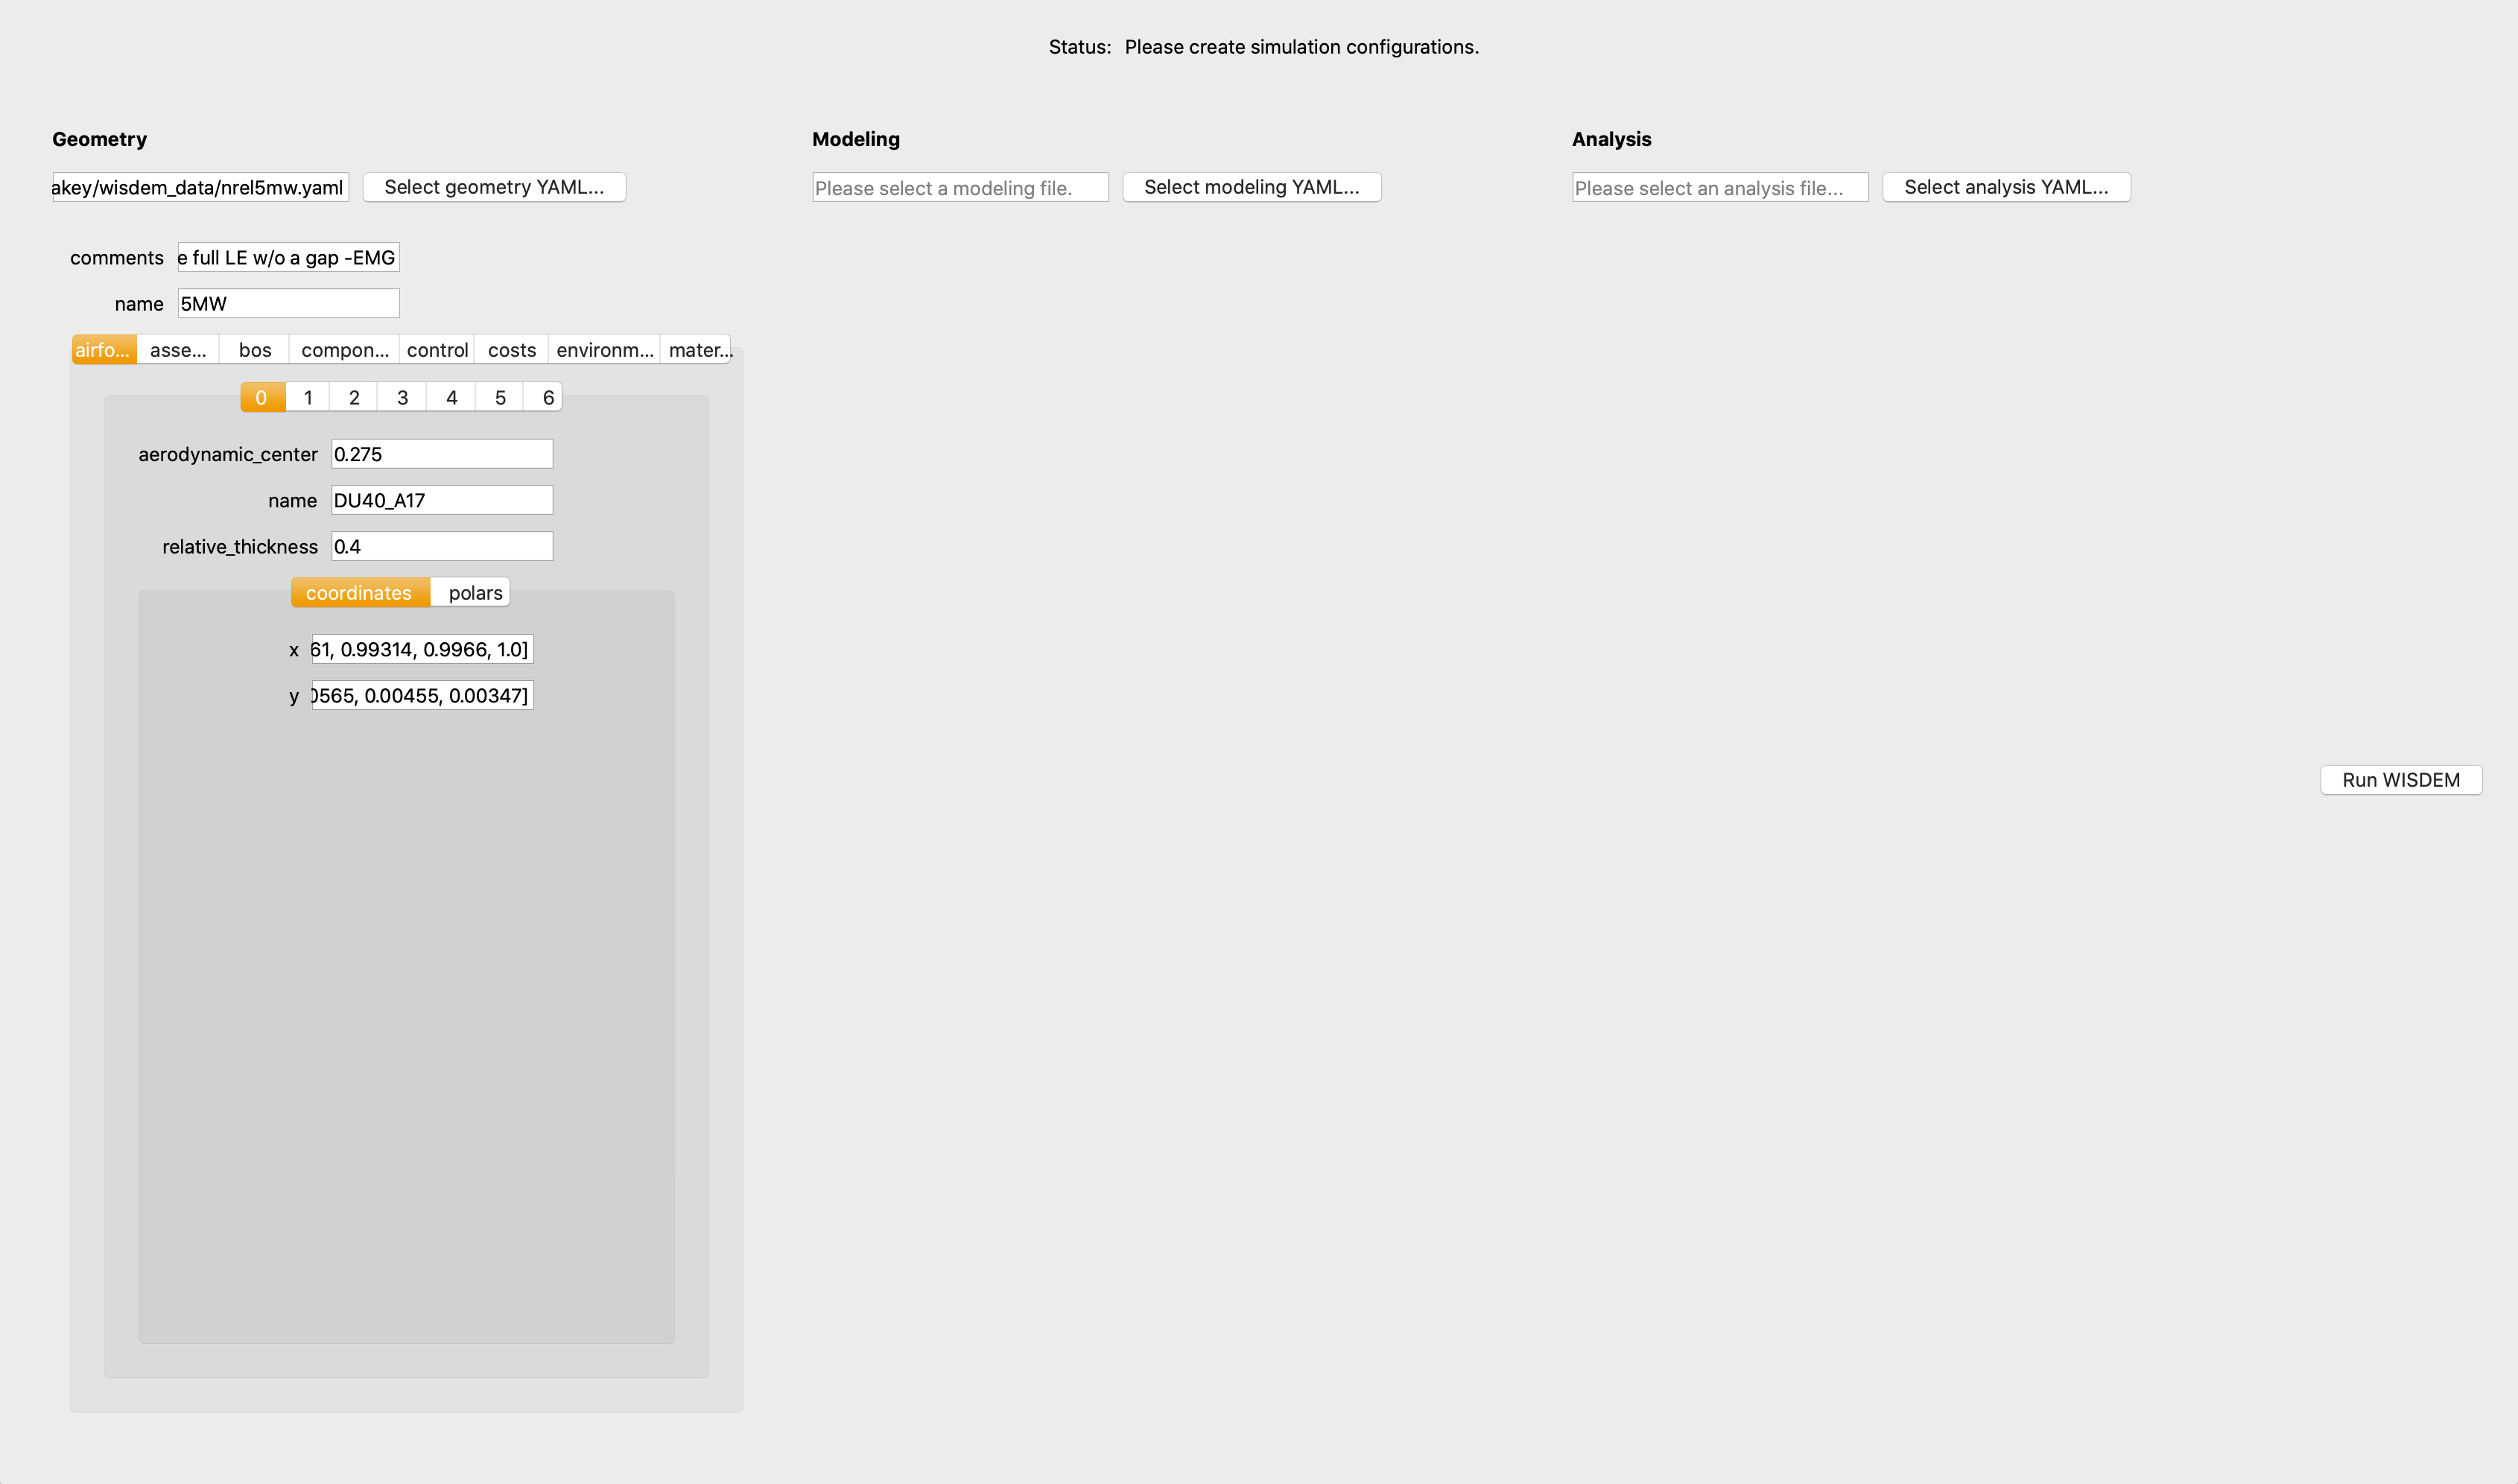 Status: Please create simulation configurations.
Geometry
Modeling
Analysis
akey/wisdem_data/nrel5mw.yaml Select geometry YAML...
Please select a modeling file. Select modeling YAML...
Please select an analysis file... Select analysis YAML...
comments e full LE w/o a gap -EMG
name 5MW
airfo... asse... bos compon... control costs environm... mater...
0 1 2 3 4 5 6
aerodynamic_center 0.275
name DU40_A17
relative_thickness 0.4
coordinates polars
x 61, 0.99314, 0.9966, 1.0]
y 0565, 0.00455, 0.00347]
Run WISDEM